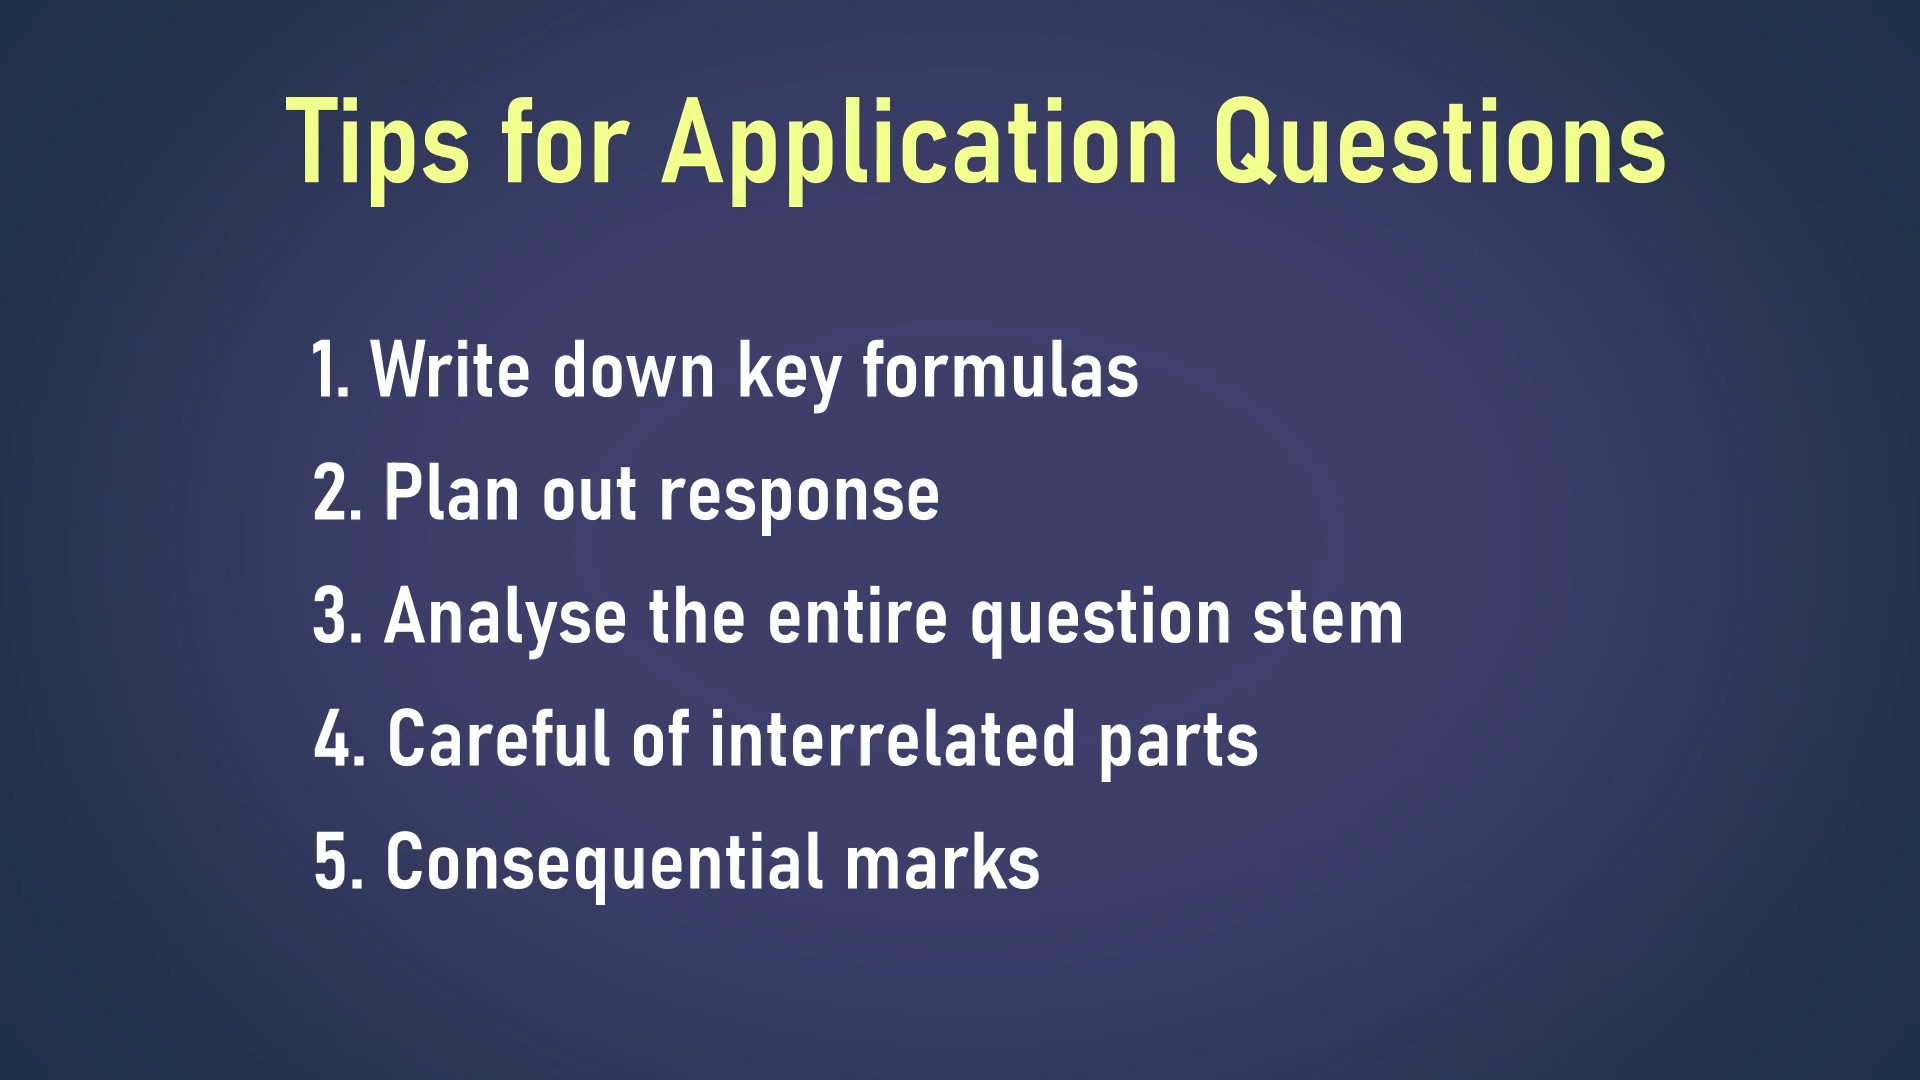 Tips for Application Questions
1. Write down key formulas
2. Plan out response
3. Analyse the entire question stem
4. Careful of interrelated parts
5. Consequential marks